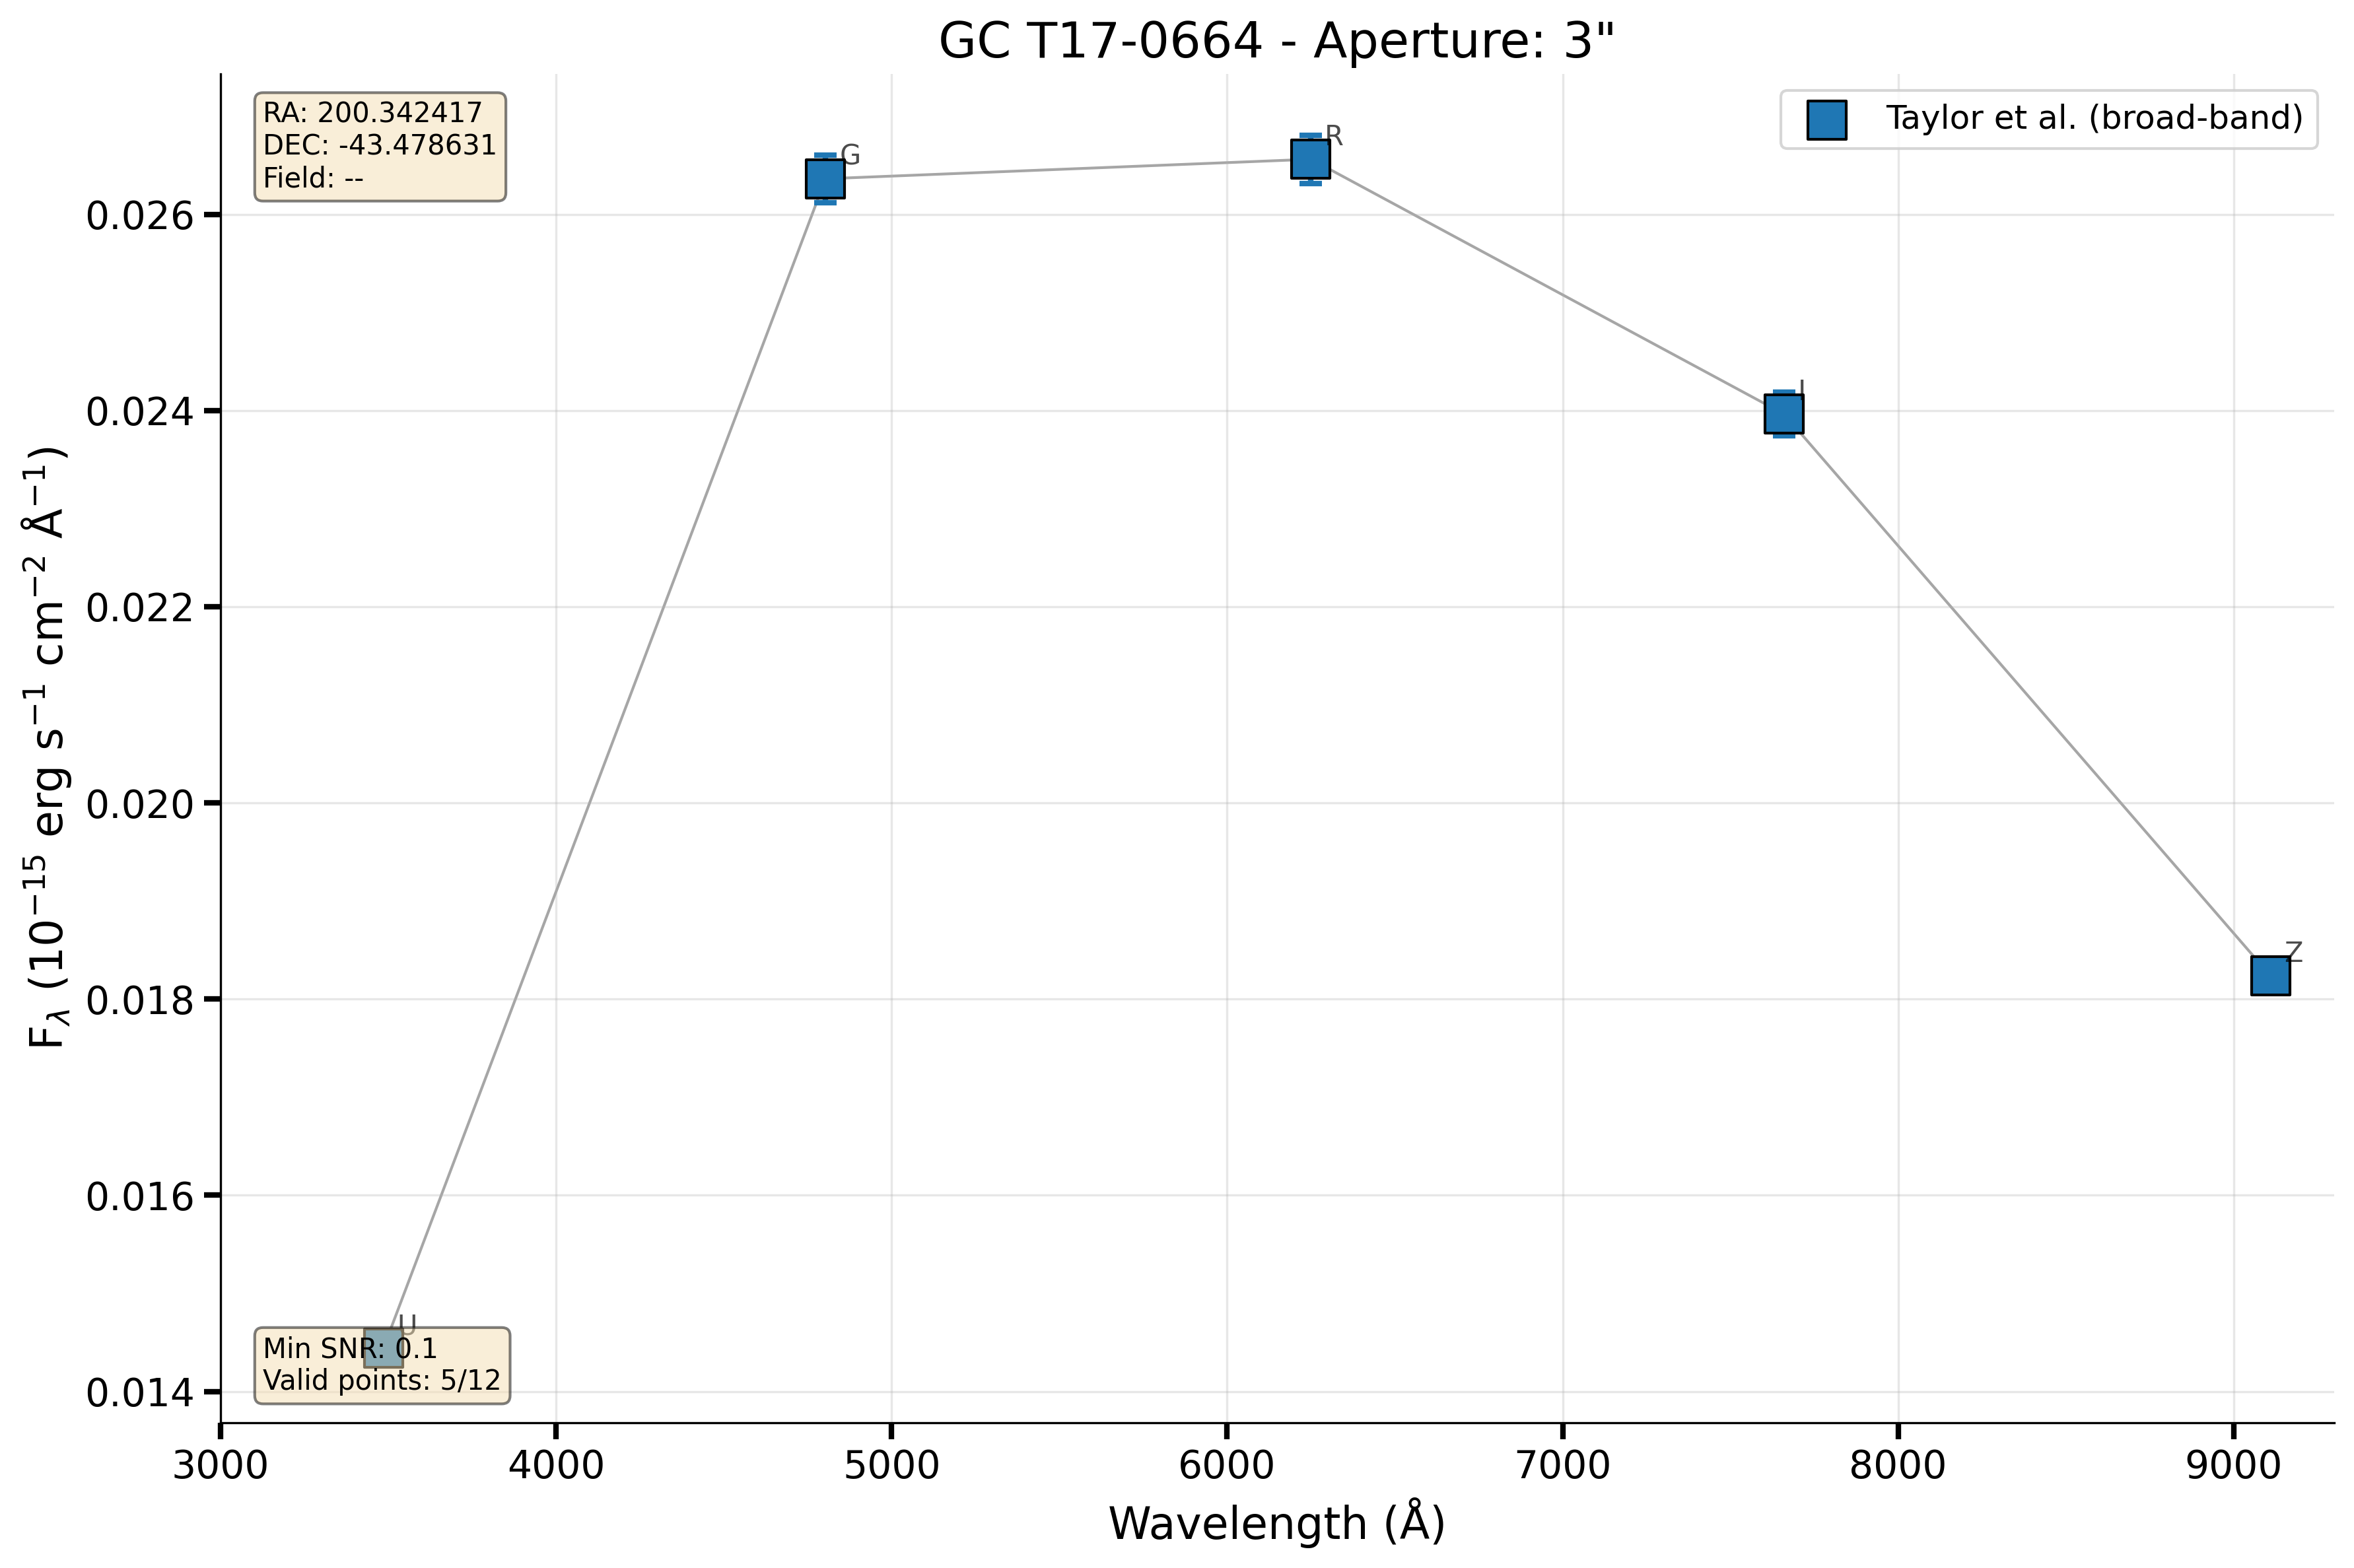 GC T17-0664 - Aperture: 3"
RA: 200.342417
DEC: -43.478631
Field: --
Taylor et al. (broad-band)
G
R
I
Z
U
Min SNR: 0.1
Valid points: 5/12
F_λ (10⁻¹⁵ erg s⁻¹ cm⁻² Å⁻¹)
0.026
0.024
0.022
0.020
0.018
0.016
0.014
3000 4000 5000 6000 7000 8000 9000
Wavelength (Å)